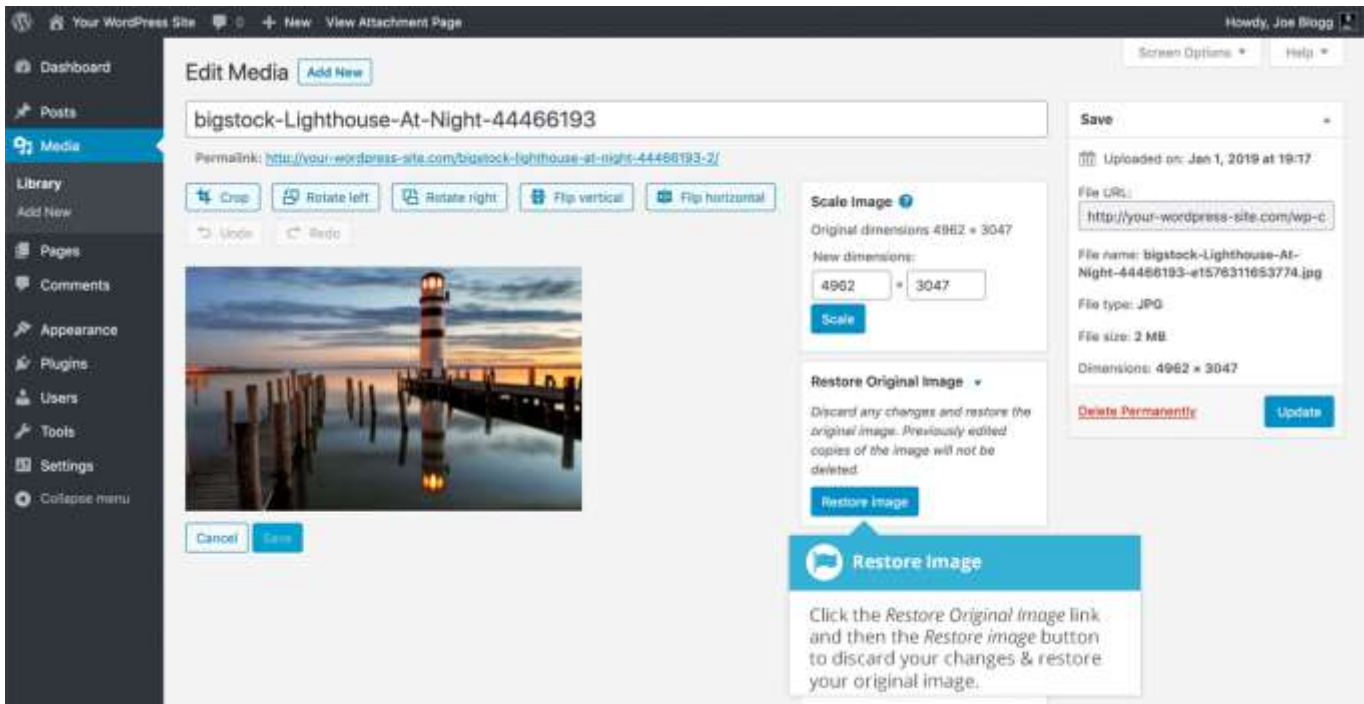 Your WordPress Site 0 + New View Attachment Page Howdy, Joe Blogg
Screen Options Help
Dashboard
Posts
Media
Library
Add New
Pages
Comments
Appearance
Plugins
Users
Tools
Settings
Collapse menu
Edit Media Add New
bigstock-Lighthouse-At-Night-44466193
Permalink: http://your-wordpress-site.com/bigstock-lighthouse-at-night-44466193-2/
Crop Rotate left Rotate right Flip vertical Flip horizontal
Undo Redo
Cancel Save
Scale Image
Original dimensions 4962 × 3047
New dimensions:
4962 × 3047
Scale
Restore Original Image
Discard any changes and restore the
original image. Previously edited
copies of the image will not be
deleted.
Restore image
Restore Image
Click the Restore Original Image link
and then the Restore image button
to discard your changes & restore
your original image.
Save
Uploaded on: Jan 1, 2019 at 19:17
File URL:
http://your-wordpress-site.com/wp-c
File name: bigstock-Lighthouse-At-
Night-44466193-e1576311653774.jpg
File type: JPG
File size: 2 MB
Dimensions: 4962 × 3047
Delete Permanently Update